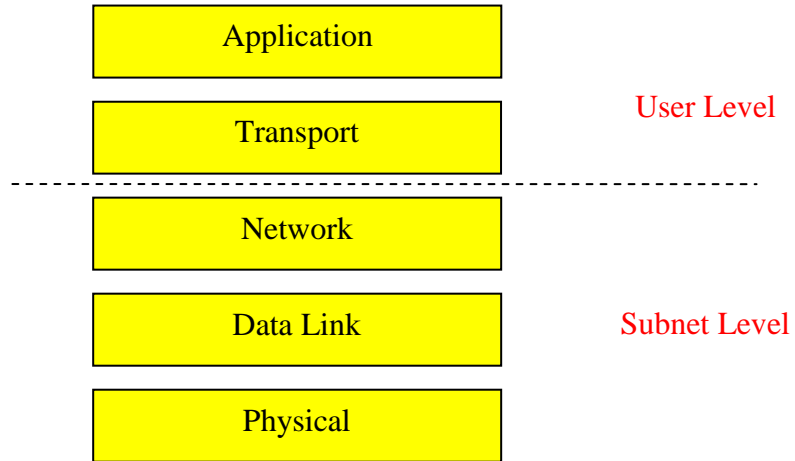 Application
User Level
Transport
Network
Data Link
Subnet Level
Physical